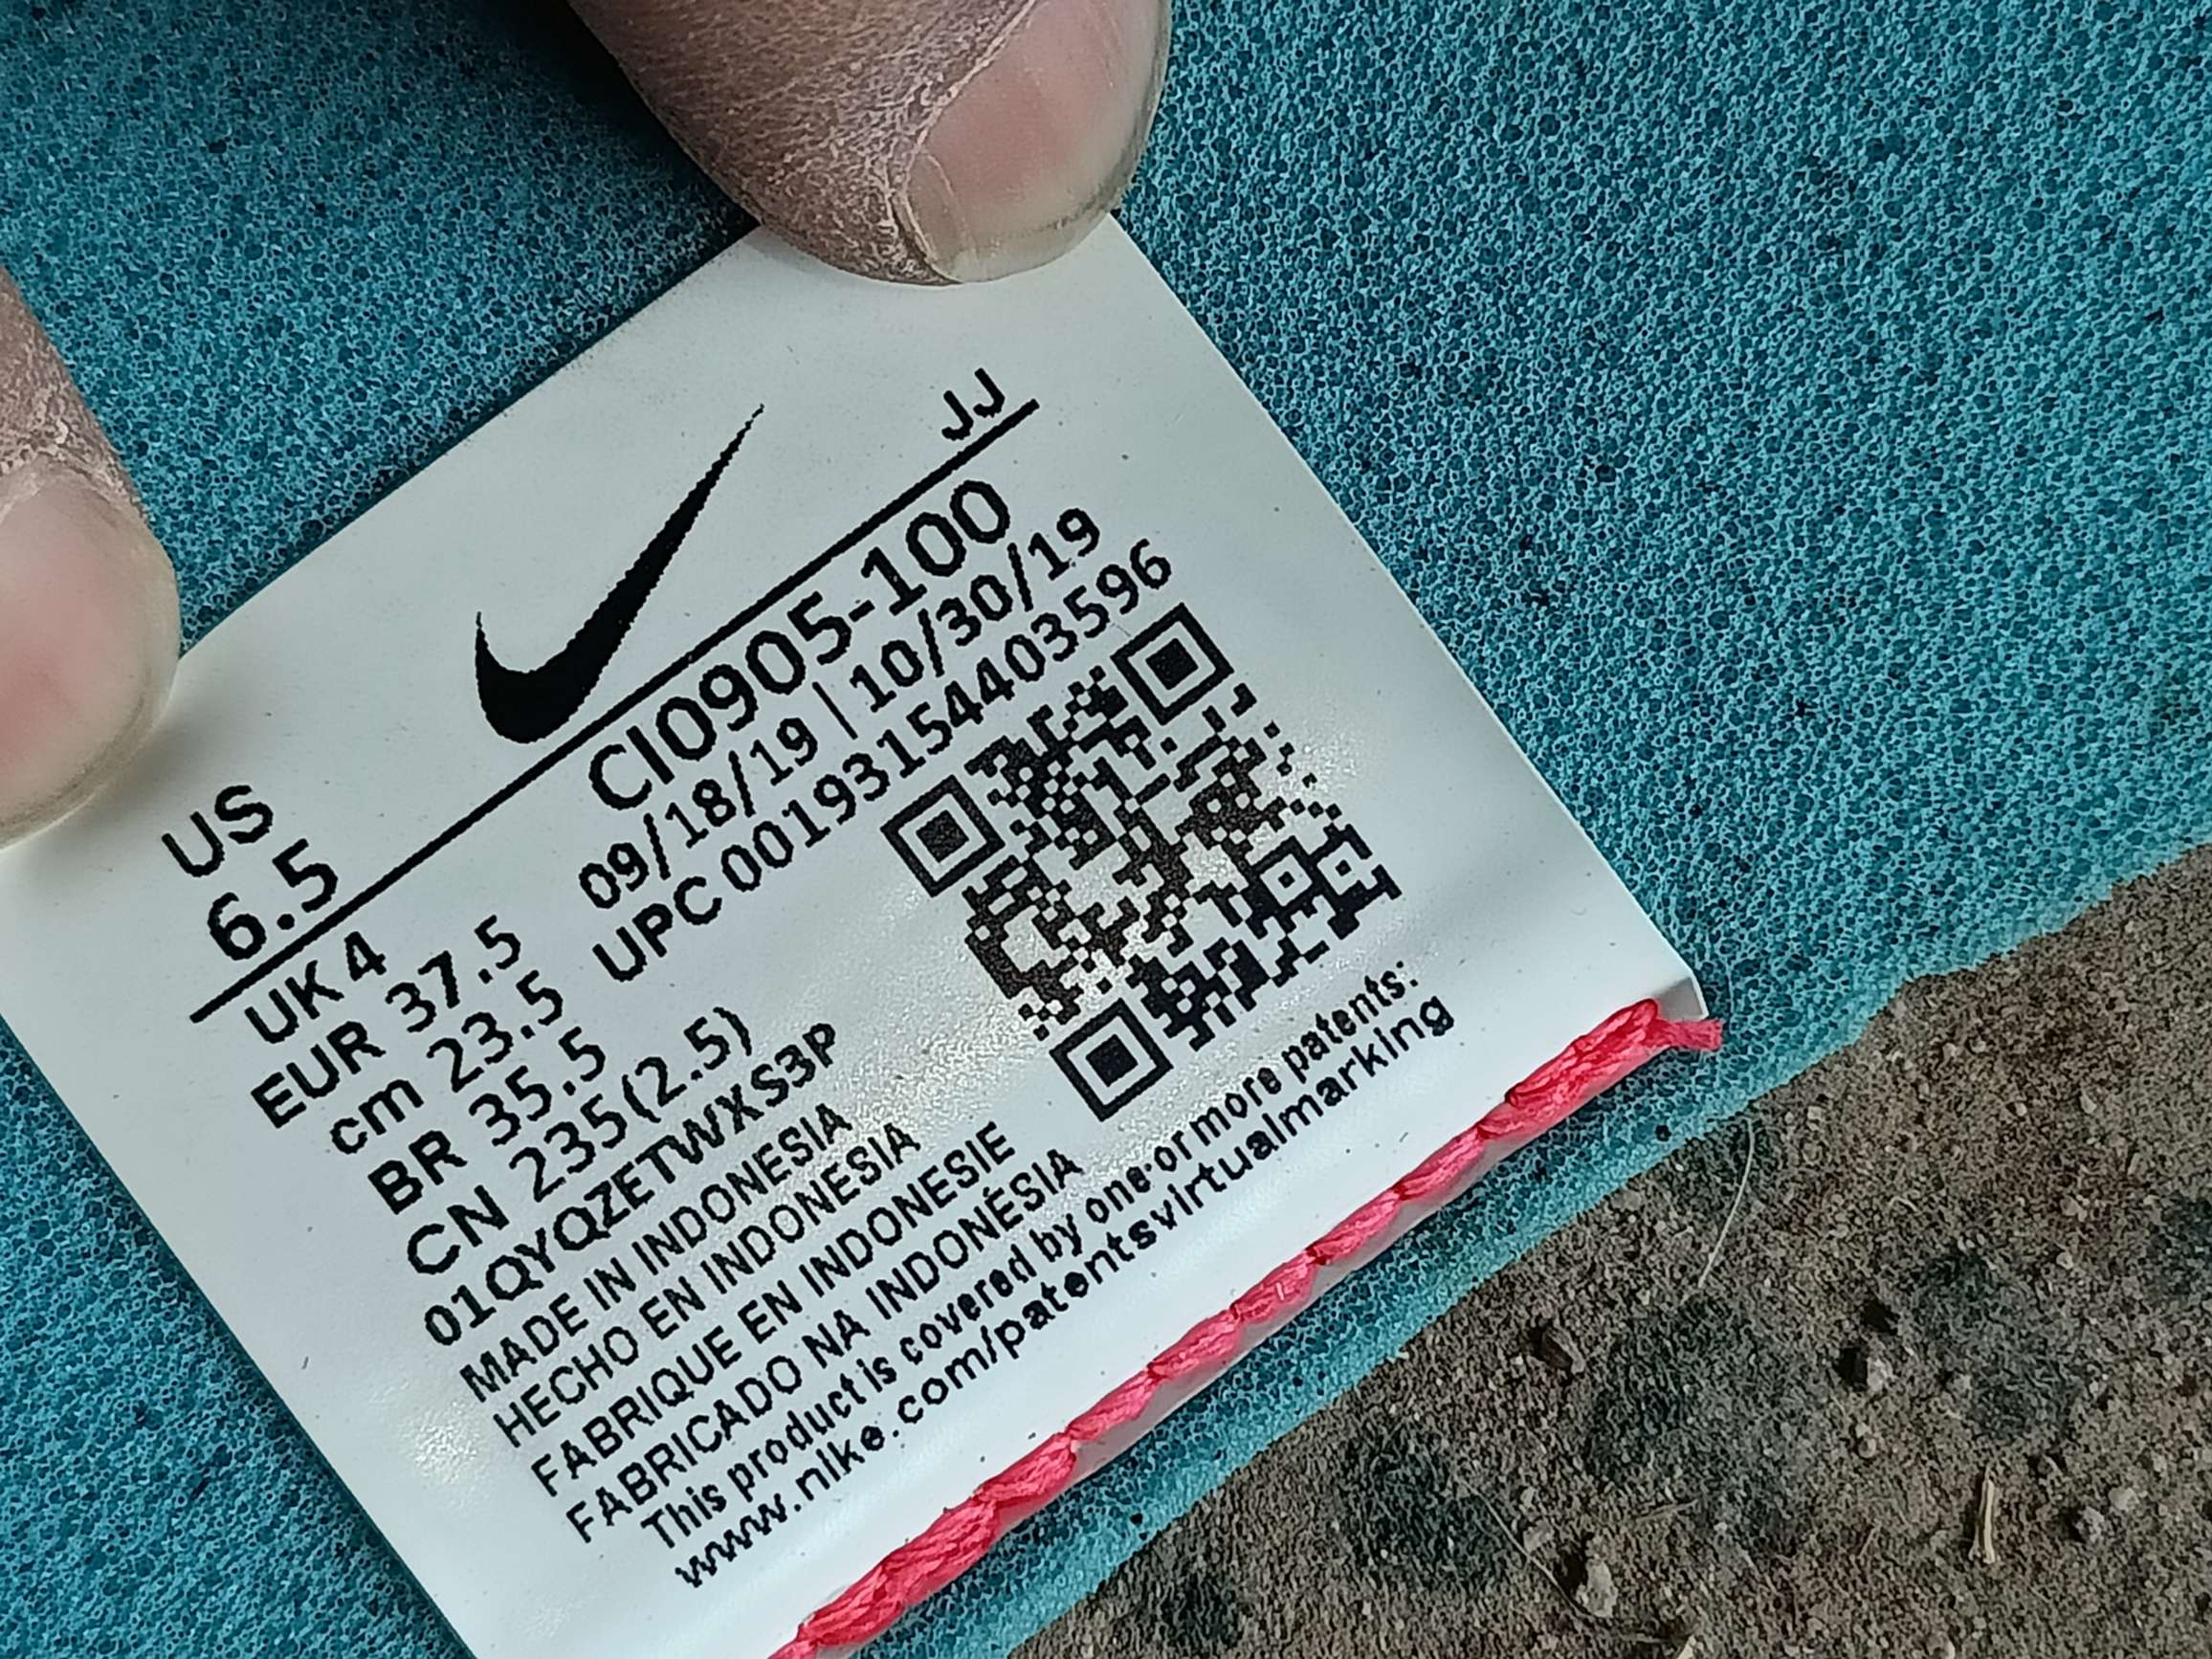 JJ
US
6.5
CI0905-100
09/18/19 | 10/30/19
UPC 00193154403596
UK 4
EUR 37.5
cm 23.5
BR 35.5
CN 235(2.5)
01QYQZETWXS3P
MADE IN INDONESIA
HECHO EN INDONESIA
FABRIQUE EN INDONESIE
FABRICADO NA INDONÉSIA
This product is covered by one or more patents:
www.nike.com/patentsvirtualmarking